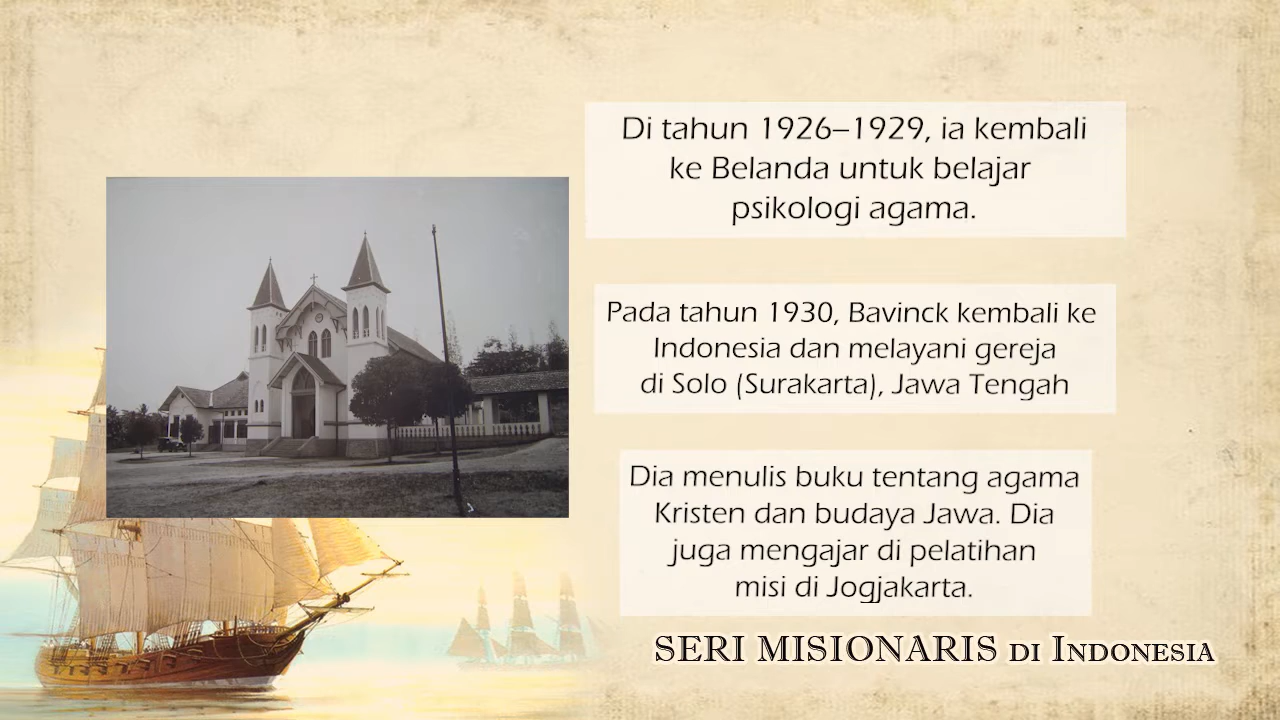 Di tahun 1926–1929, ia kembali
ke Belanda untuk belajar
psikologi agama.
Pada tahun 1930, Bavinck kembali ke
Indonesia dan melayani gereja
di Solo (Surakarta), Jawa Tengah
Dia menulis buku tentang agama
Kristen dan budaya Jawa. Dia
juga mengajar di pelatihan
misi di Jogjakarta.
SERI MISIONARIS DI INDONESIA